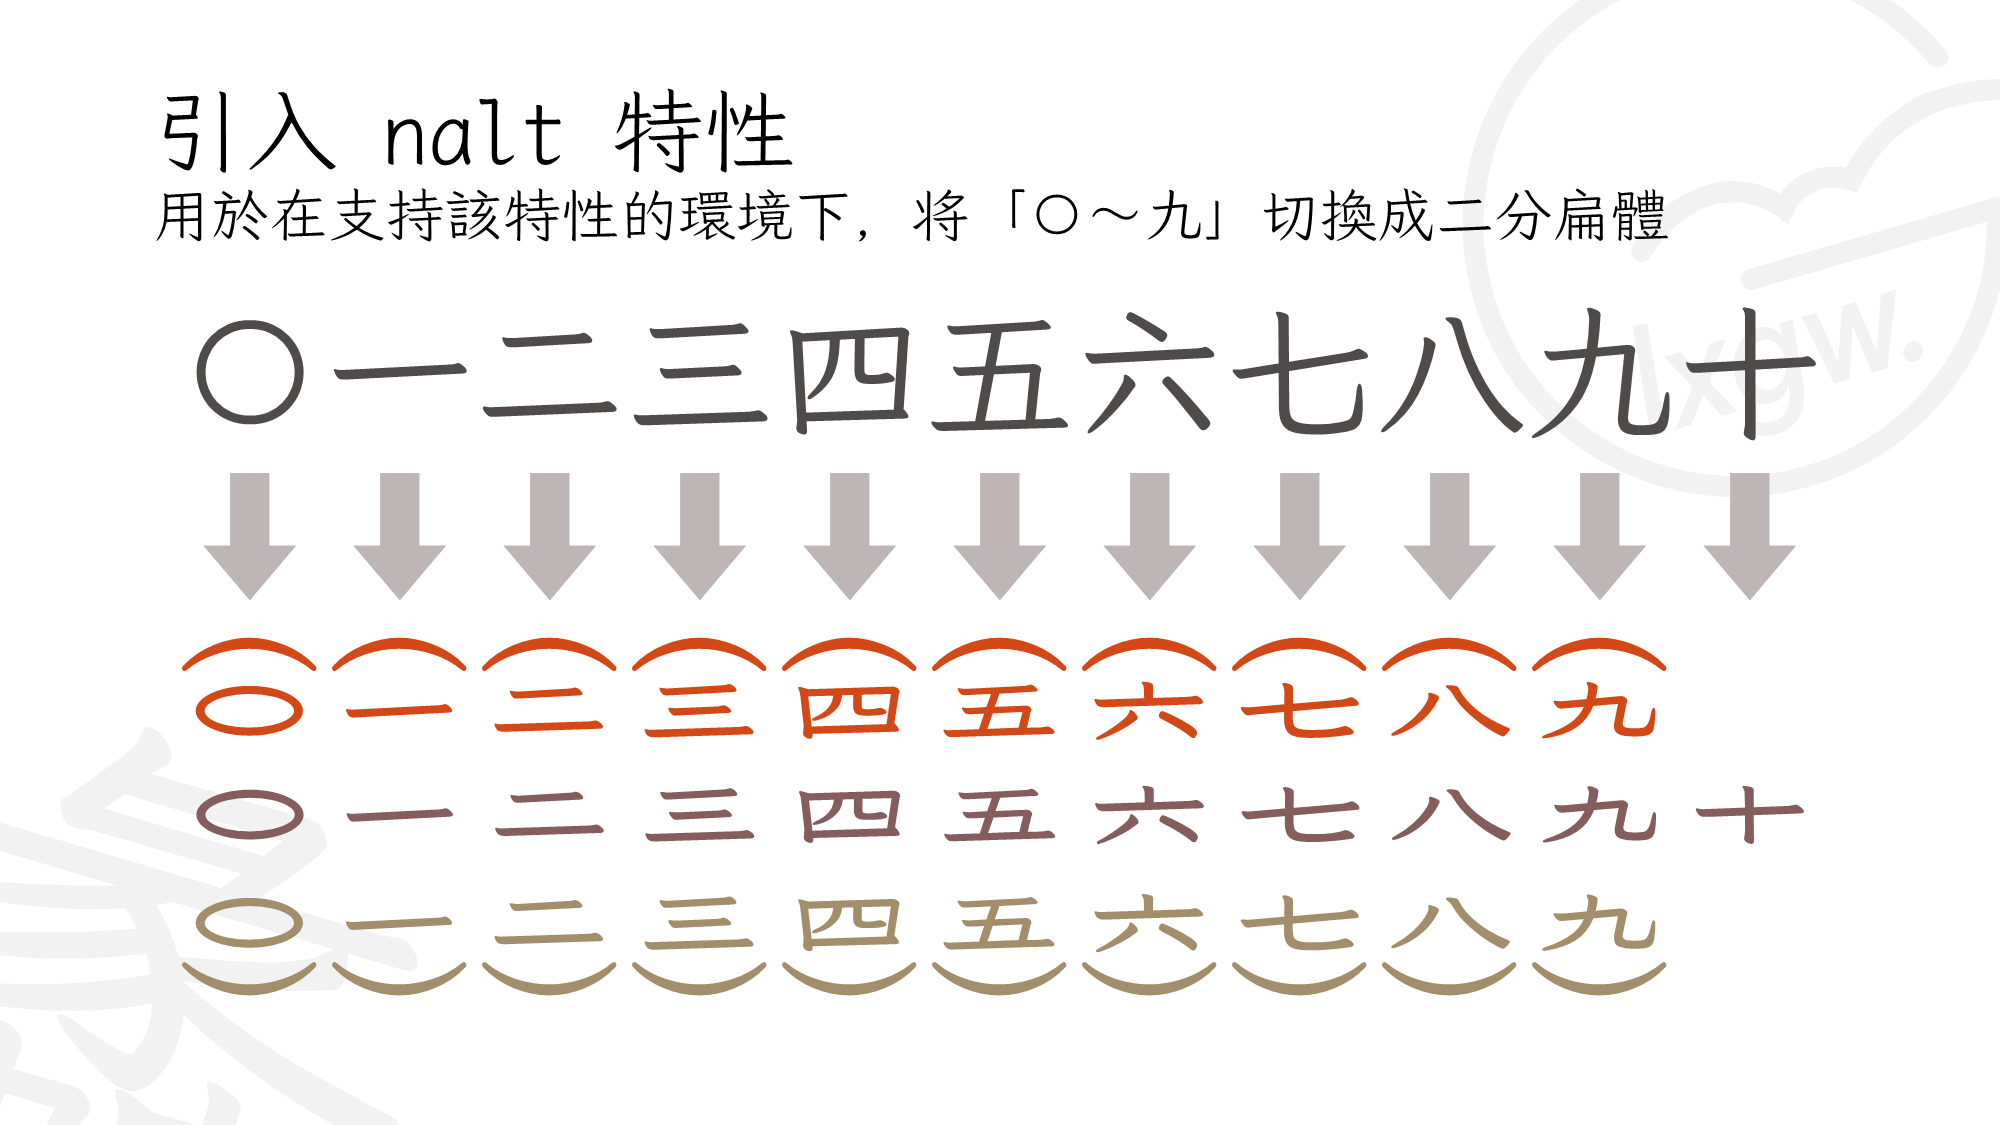 引入 nalt 特性
用於在支持該特性的環境下，将「〇～九」切換成二分扁體
〇一二三四五六七八九十
〇一二三四五六七八九
〇一二三四五六七八九十
〇一二三四五六七八九
lxgw.